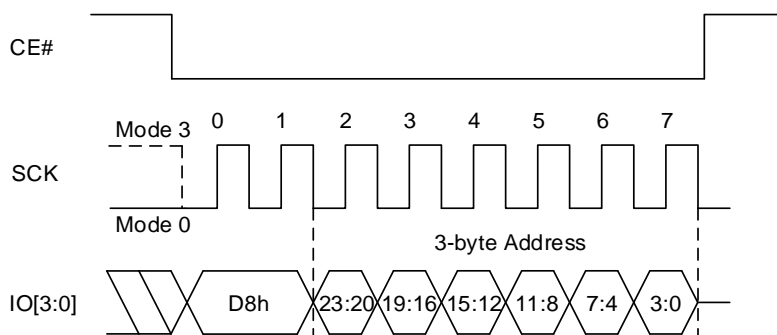 CE#
Mode 3
0 1 2 3 4 5 6 7
SCK
Mode 0
3-byte Address
IO[3:0]
D8h 23:20 19:16 15:12 11:8 7:4 3:0